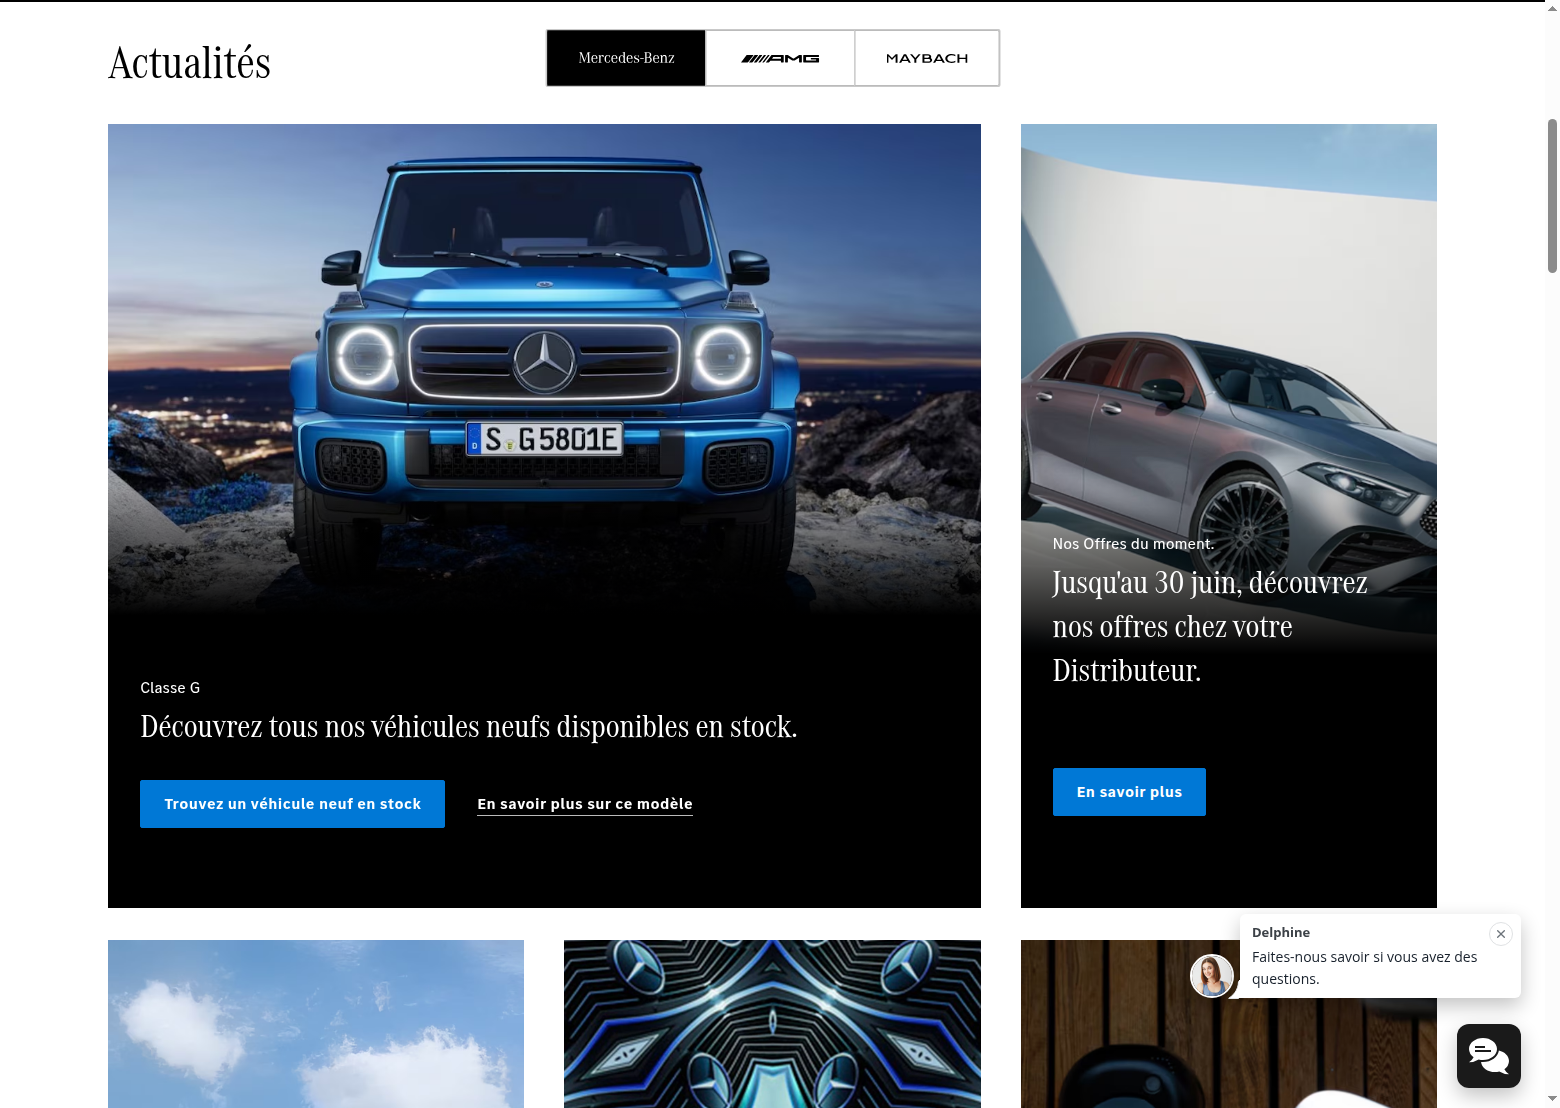 Actualités
Mercedes-Benz
AMG
MAYBACH
S G 5801E
D
Classe G
Découvrez tous nos véhicules neufs disponibles en stock.
Trouvez un véhicule neuf en stock
En savoir plus sur ce modèle
Nos Offres du moment.
Jusqu'au 30 juin, découvrez
nos offres chez votre
Distributeur.
En savoir plus
Delphine
Faites-nous savoir si vous avez des
questions.